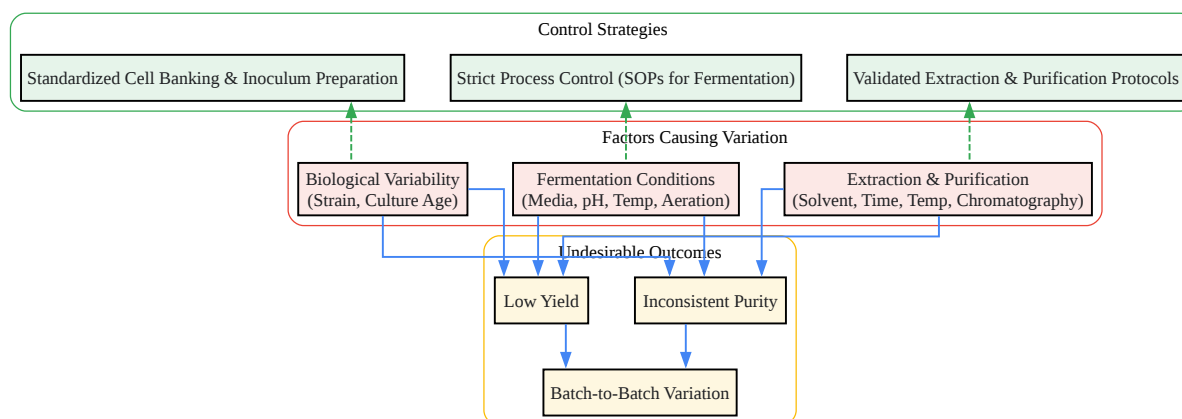 Control Strategies
Standardized Cell Banking & Inoculum Preparation
Strict Process Control (SOPs for Fermentation)
Validated Extraction & Purification Protocols
Factors Causing Variation
Biological Variability
(Strain, Culture Age)
Fermentation Conditions
(Media, pH, Temp, Aeration)
Extraction & Purification
(Solvent, Time, Temp, Chromatography)
Undesirable Outcomes
Low Yield
Inconsistent Purity
Batch-to-Batch Variation